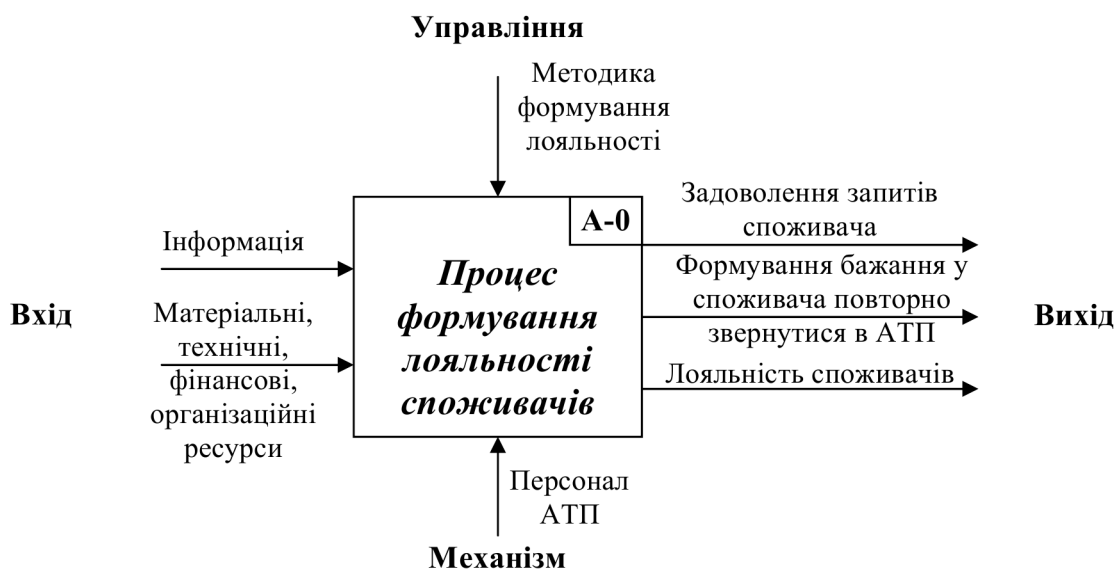 Управління
Методика
формування
лояльності
А-0
Задоволення запитів
споживача
Інформація
Процес
формування
лояльності
споживачів
Формування бажання у
споживача повторно
звернутися в АТП
Вхід
Матеріальні,
технічні,
фінансові,
організаційні
ресурси
Вихід
Лояльність споживачів
Персонал
АТП
Механізм